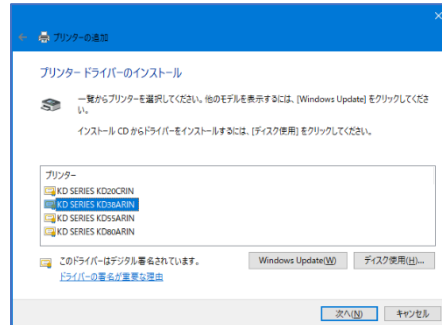 プリンターの追加
プリンター ドライバーのインストール
一覧からプリンターを選択してください。他のモデルを表示するには、[Windows Update] をクリックしてくださ
い。
インストール CD からドライバーをインストールするには、[ディスク使用] をクリックしてください。
プリンター
KD SERIES KD20CRIN
KD SERIES KD38ARIN
KD SERIES KD55ARIN
KD SERIES KD80ARIN
このドライバーはデジタル署名されています。
Windows Update(W)
ディスク使用(H)...
ドライバーの署名が重要な理由
次へ(N)
キャンセル